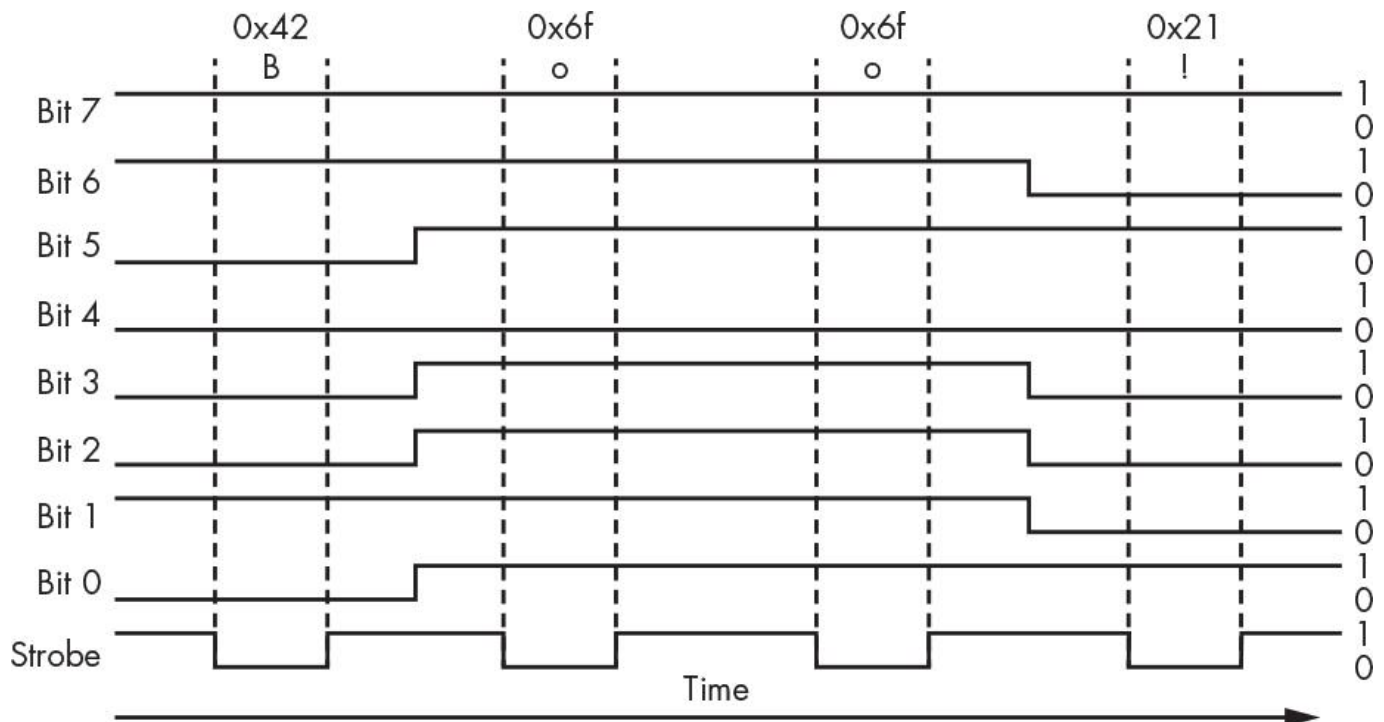 0x42 0x6f 0x6f 0x21
B o o !
Bit 7 1
0
Bit 6 1
0
Bit 5 1
0
Bit 4 1
0
Bit 3 1
0
Bit 2 1
0
Bit 1 1
0
Bit 0 1
0
Strobe 1
0
Time